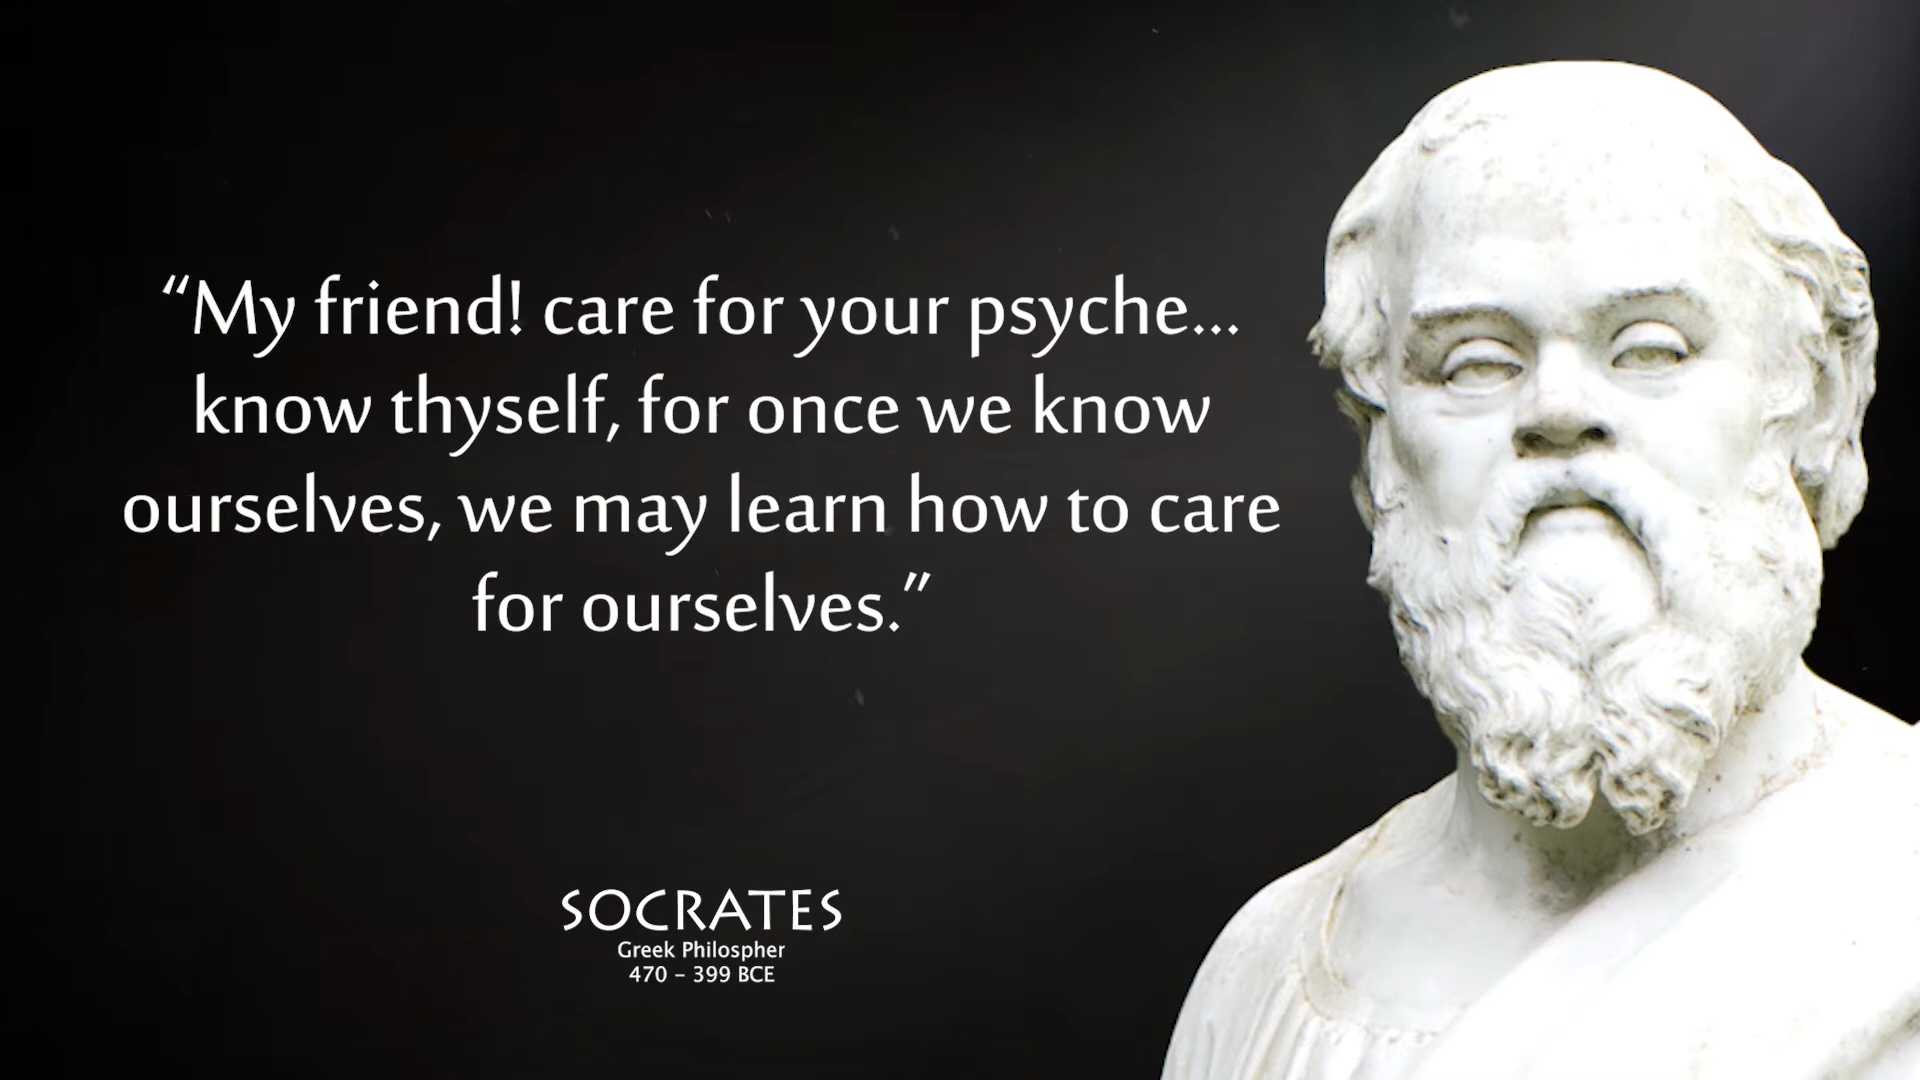 “My friend! care for your psyche...
know thyself, for once we know
ourselves, we may learn how to care
for ourselves.”
SOCRATES
Greek Philospher
470 – 399 BCE